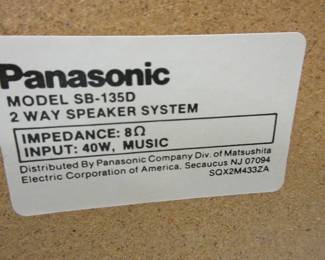 Panasonic
MODEL SB-135D
2 WAY SPEAKER SYSTEM
IMPEDANCE: 8Ω
INPUT: 40W, MUSIC
Distributed By Panasonic Company Div. of Matsushita
Electric Corporation of America, Secaucus NJ 07094
SQX2M433ZA